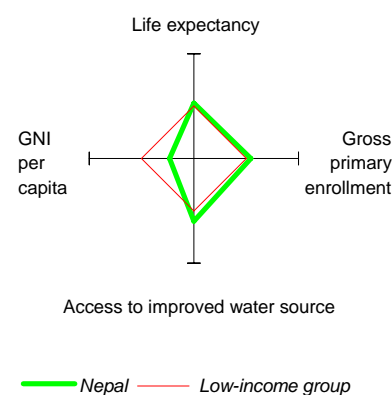 Life expectancy
GNI
per
capita
Gross
primary
enrollment
Access to improved water source
Nepal
Low-income group